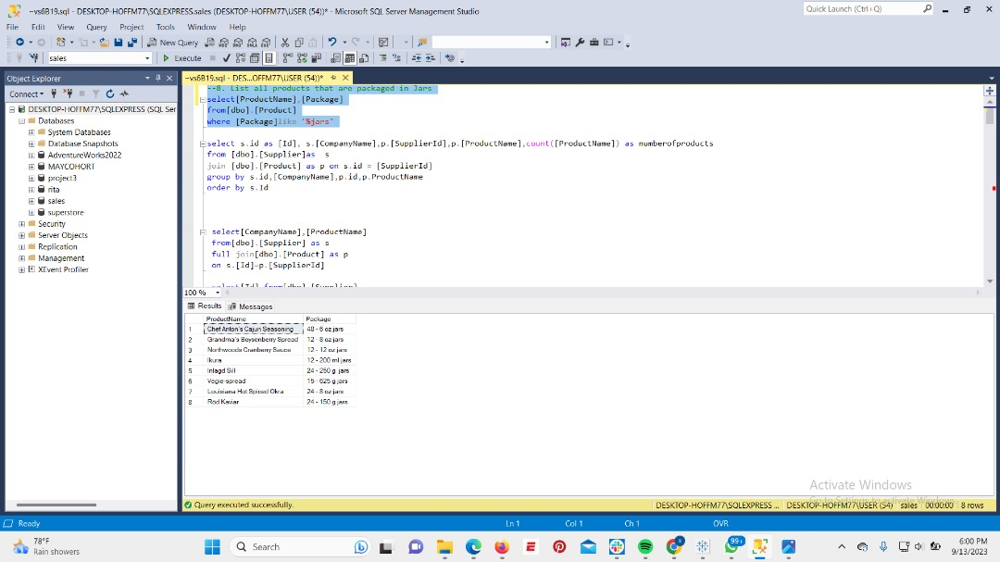 ~vs6B19.sql - DESKTOP-HOFFM77\SQLEXPRESS.sales (DESKTOP-HOFFM77\USER (54))* - Microsoft SQL Server Management Studio
Quick Launch (Ctrl+Q)
File Edit View Query Project Tools Window Help
New Query
MDX DMX XMLA DAX
sales
Execute
Object Explorer
~vs6B19.sql - DES...OFFM77\USER (54))*
Connect
DESKTOP-HOFFM77\SQLEXPRESS (SQL Ser
Databases
System Databases
Database Snapshots
AdventureWorks2022
MAYCOHORT
project3
rita
sales
superstore
Security
Server Objects
Replication
Management
XEvent Profiler
--8. List all products that are packaged in Jars
select[ProductName],[Package]
from[dbo].[Product]
where [Package]like '%jars'
select s.id as [Id], s.[CompanyName],p.[SupplierId],p.[ProductName],count([ProductName]) as numberofproducts
from [dbo].[Supplier]as s
join [dbo].[Product] as p on s.id = [SupplierId]
group by s.id,[CompanyName],p.id,p.ProductName
order by s.Id
select[CompanyName],[ProductName]
from[dbo].[Supplier] as s
full join[dbo].[Product] as p
on s.[Id]=p.[SupplierId]
select[Id] from[dbo].[Supplier]
100 %
Results Messages
ProductName Package
1 Chef Anton's Cajun Seasoning 48 - 6 oz jars
2 Grandma's Boysenberry Spread 12 - 8 oz jars
3 Northwoods Cranberry Sauce 12 - 12 oz jars
4 Ikura 12 - 200 ml jars
5 Inlagd Sill 24 - 250 g jars
6 Vegie-spread 15 - 625 g jars
7 Louisiana Hot Spiced Okra 24 - 8 oz jars
8 Röd Kaviar 24 - 150 g jars
Activate Windows
Go to Settings to activate Windows.
Query executed successfully.
DESKTOP-HOFFM77\SQLEXPRESS ... DESKTOP-HOFFM77\USER (54) sales 00:00:00 8 rows
Ready Ln 1 Col 1 Ch 1 OVR
78°F
Rain showers
Search
3
99+
6:00 PM
9/13/2023